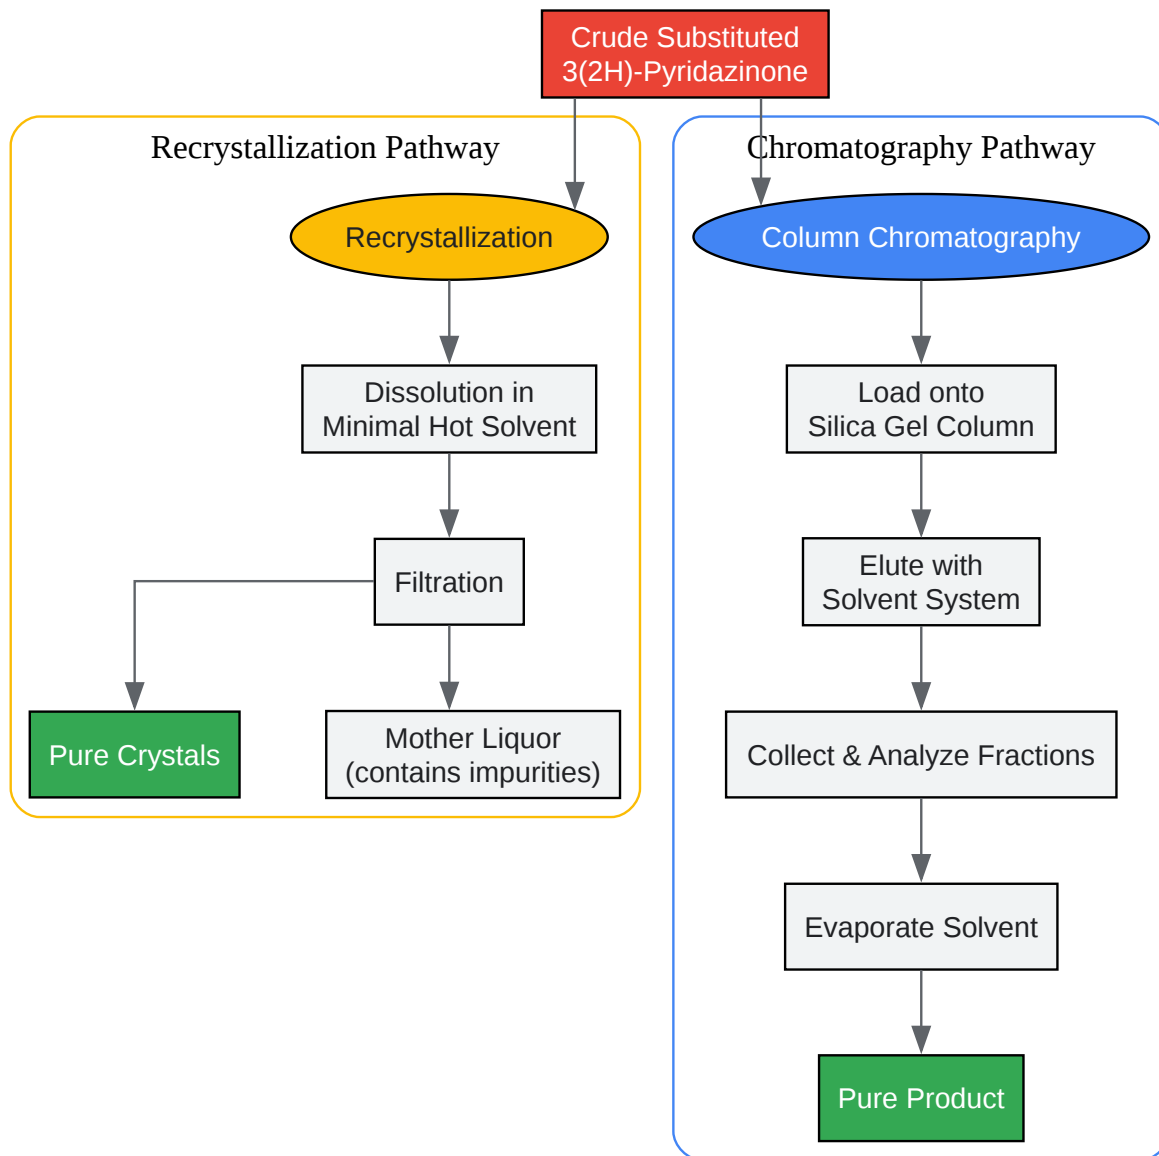 Crude Substituted
3(2H)-Pyridazinone
Recrystallization Pathway
Recrystallization
Dissolution in
Minimal Hot Solvent
Filtration
Pure Crystals
Mother Liquor
(contains impurities)
Chromatography Pathway
Column Chromatography
Load onto
Silica Gel Column
Elute with
Solvent System
Collect & Analyze Fractions
Evaporate Solvent
Pure Product